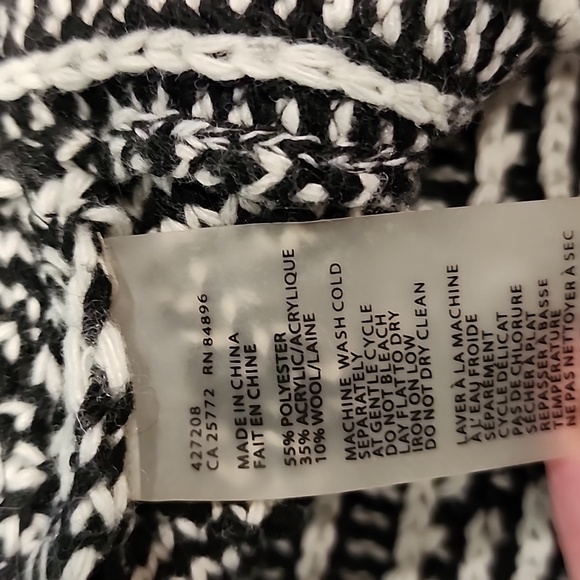 427208
CA 25772 RN 84896
MADE IN CHINA
FAIT EN CHINE
55% POLYESTER
35% ACRYLIC/ACRYLIQUE
10% WOOL/LAINE
MACHINE WASH COLD
SEPARATELY
AT GENTLE CYCLE
DO NOT BLEACH
LAY FLAT TO DRY
IRON ON LOW
DO NOT DRY CLEAN
LAVER À LA MACHINE
À L'EAU FROIDE
SÉPARÉMENT
CYCLE DÉLICAT
PAS DE CHLORURE
SÉCHER À PLAT
REPASSER À BASSE
TEMPÉRATURE
NE PAS NETTOYER À SEC